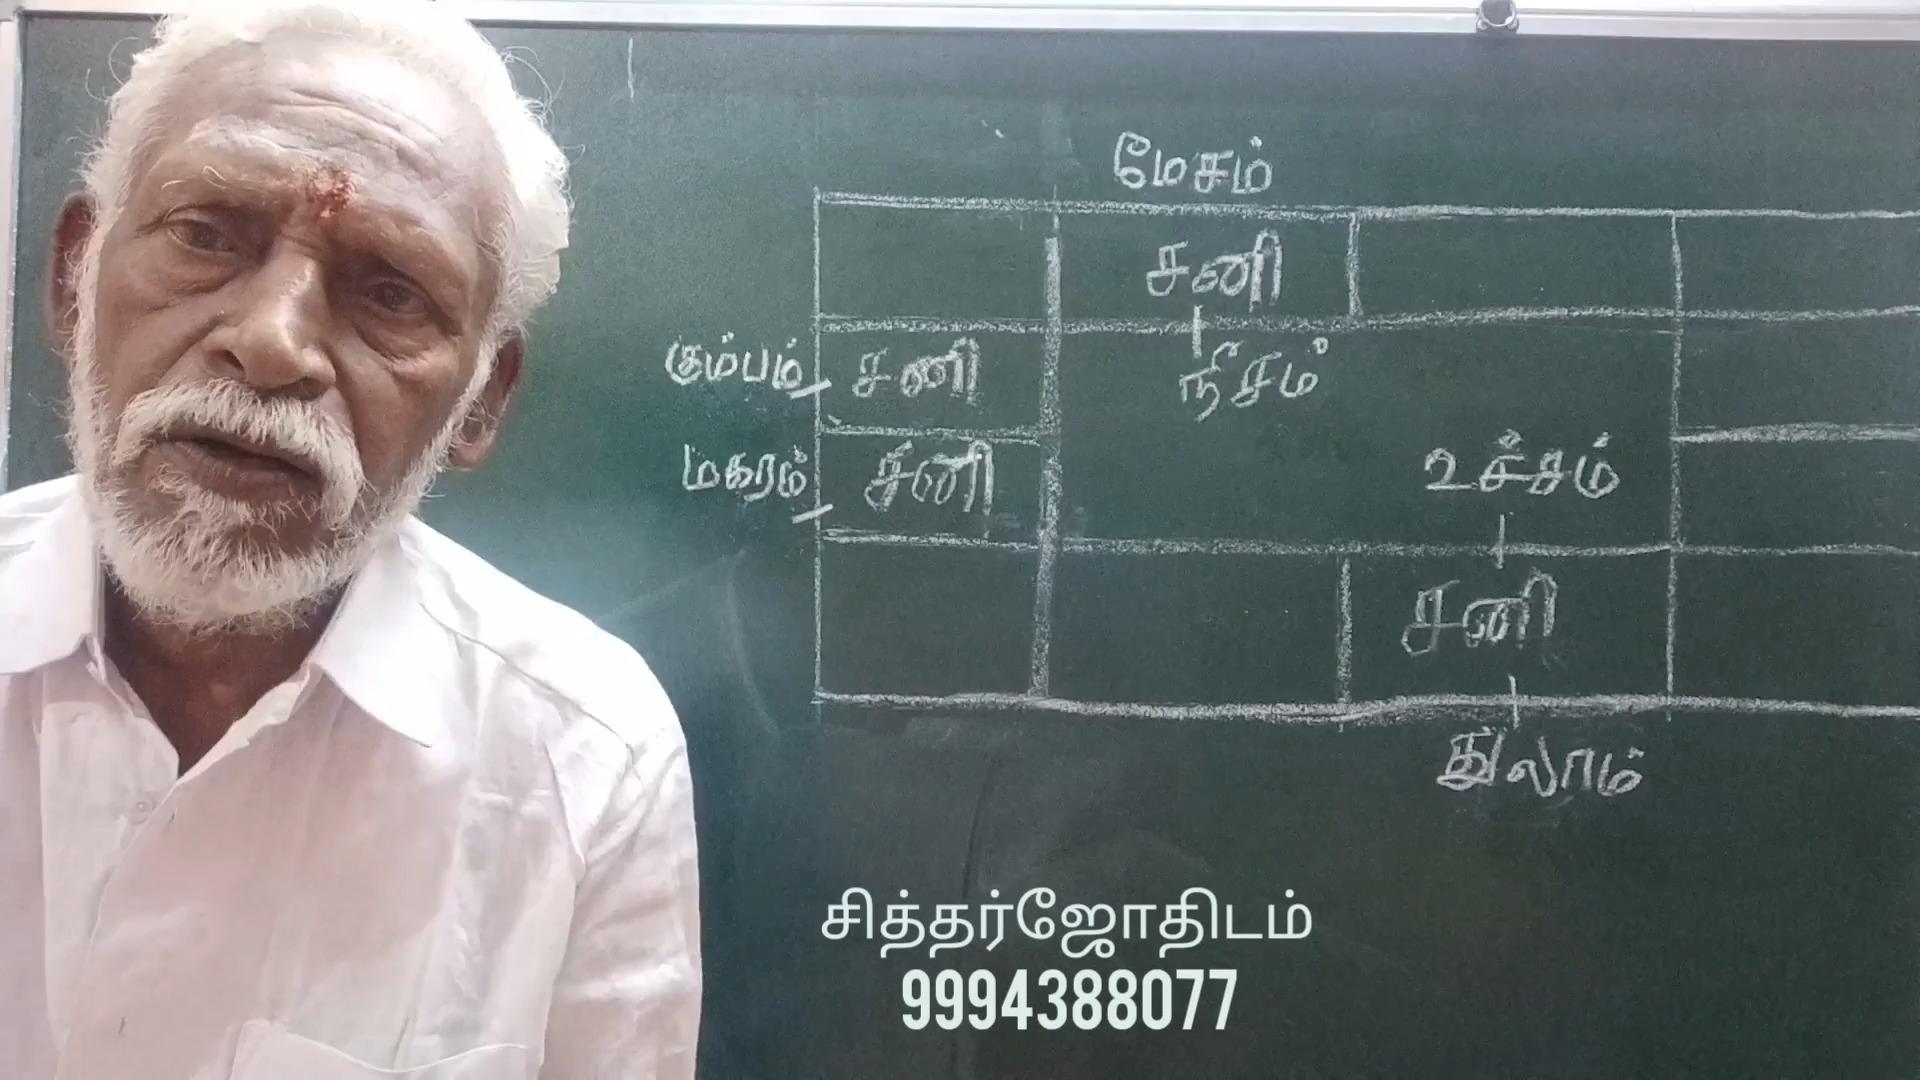 மேசம்
சனி
கும்பம் சனி
நீசம்
மகரம் சனி
உச்சம்
சனி
துலாம்
சித்தர்ஜோதிடம்
9994388077